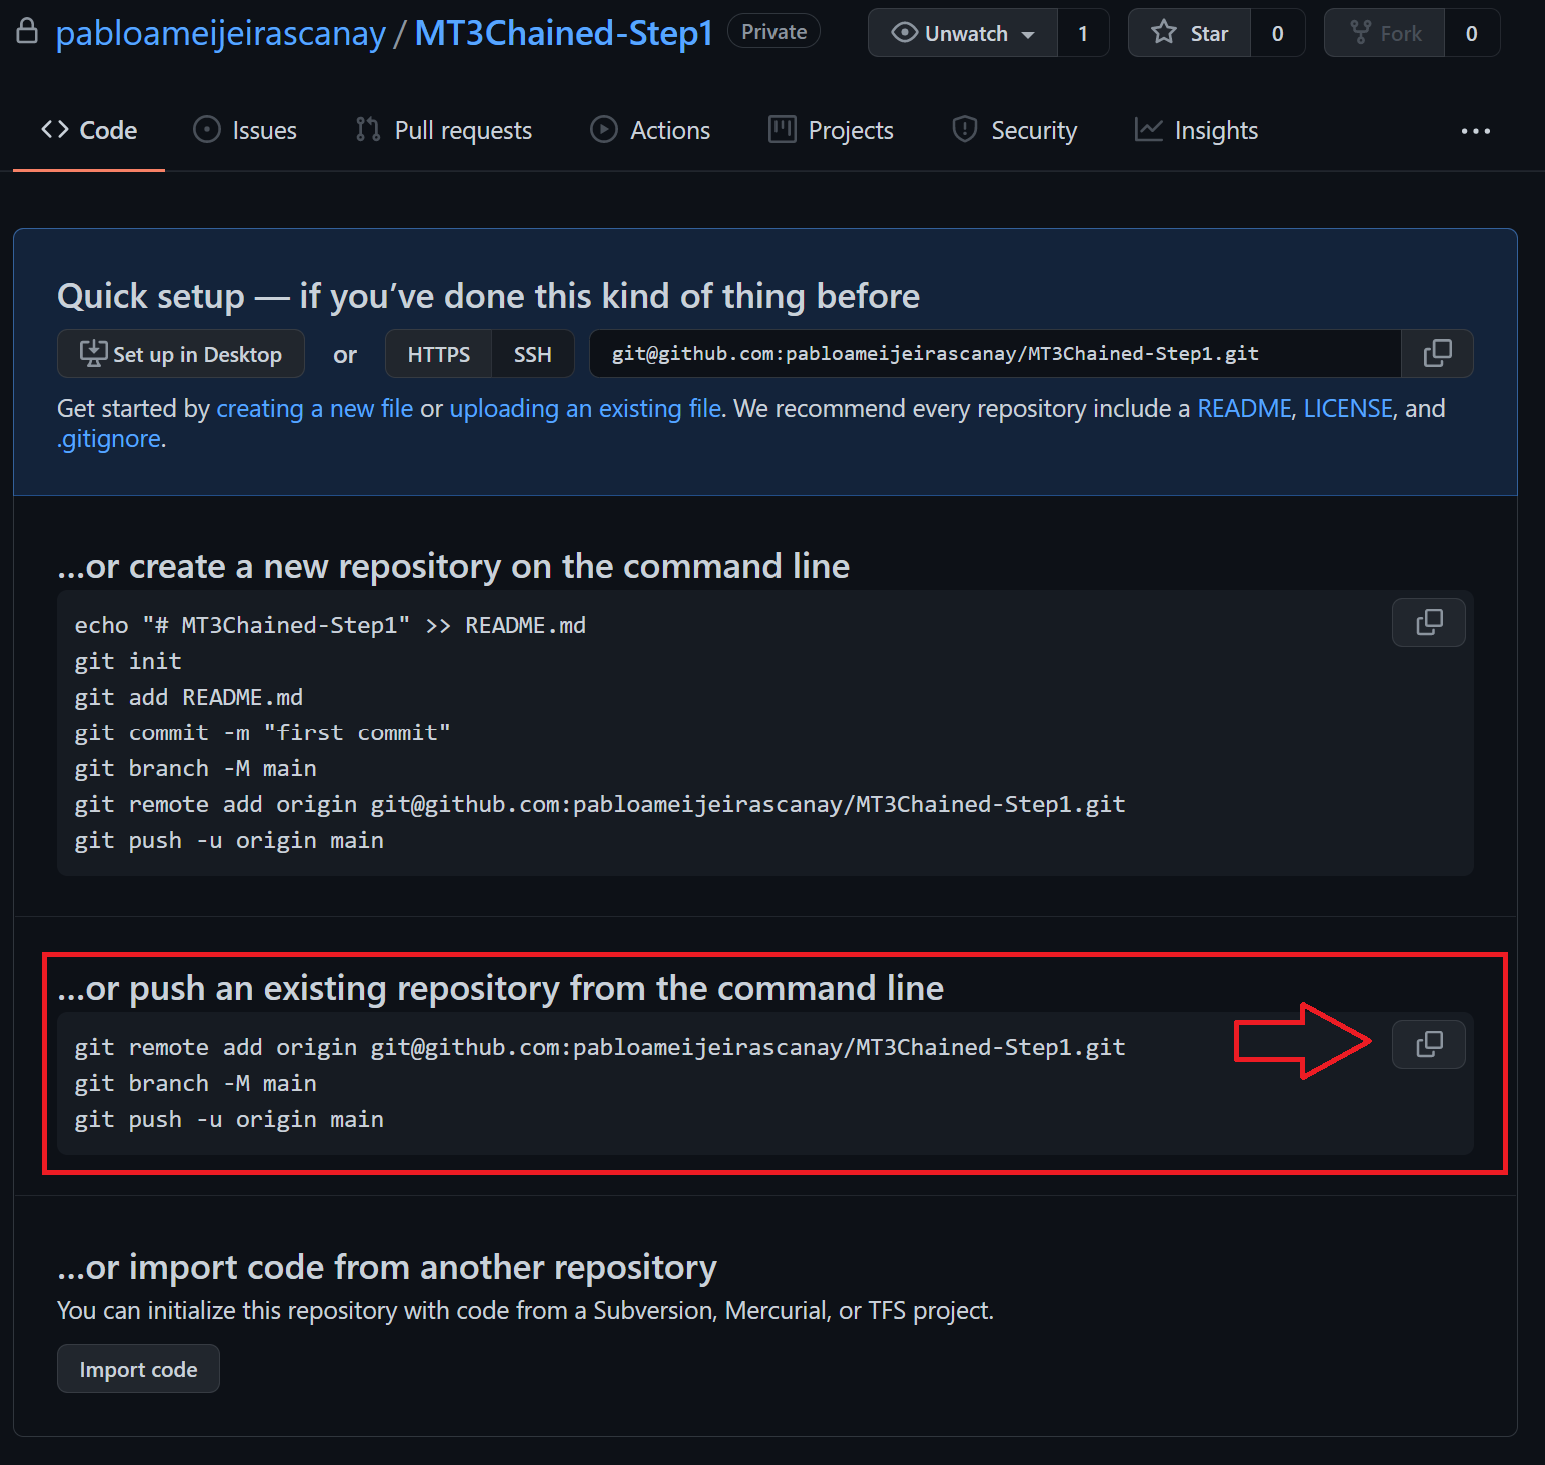 pabloameijeirascanay / MT3Chained-Step1 Private Unwatch 1 Star 0 Fork 0
Code Issues Pull requests Actions Projects Security Insights ...
Quick setup — if you’ve done this kind of thing before
Set up in Desktop or HTTPS SSH git@github.com:pabloameijeirascanay/MT3Chained-Step1.git
Get started by creating a new file or uploading an existing file. We recommend every repository include a README, LICENSE, and
.gitignore.
…or create a new repository on the command line
echo "# MT3Chained-Step1" >> README.md
git init
git add README.md
git commit -m "first commit"
git branch -M main
git remote add origin git@github.com:pabloameijeirascanay/MT3Chained-Step1.git
git push -u origin main
…or push an existing repository from the command line
git remote add origin git@github.com:pabloameijeirascanay/MT3Chained-Step1.git
git branch -M main
git push -u origin main
…or import code from another repository
You can initialize this repository with code from a Subversion, Mercurial, or TFS project.
Import code